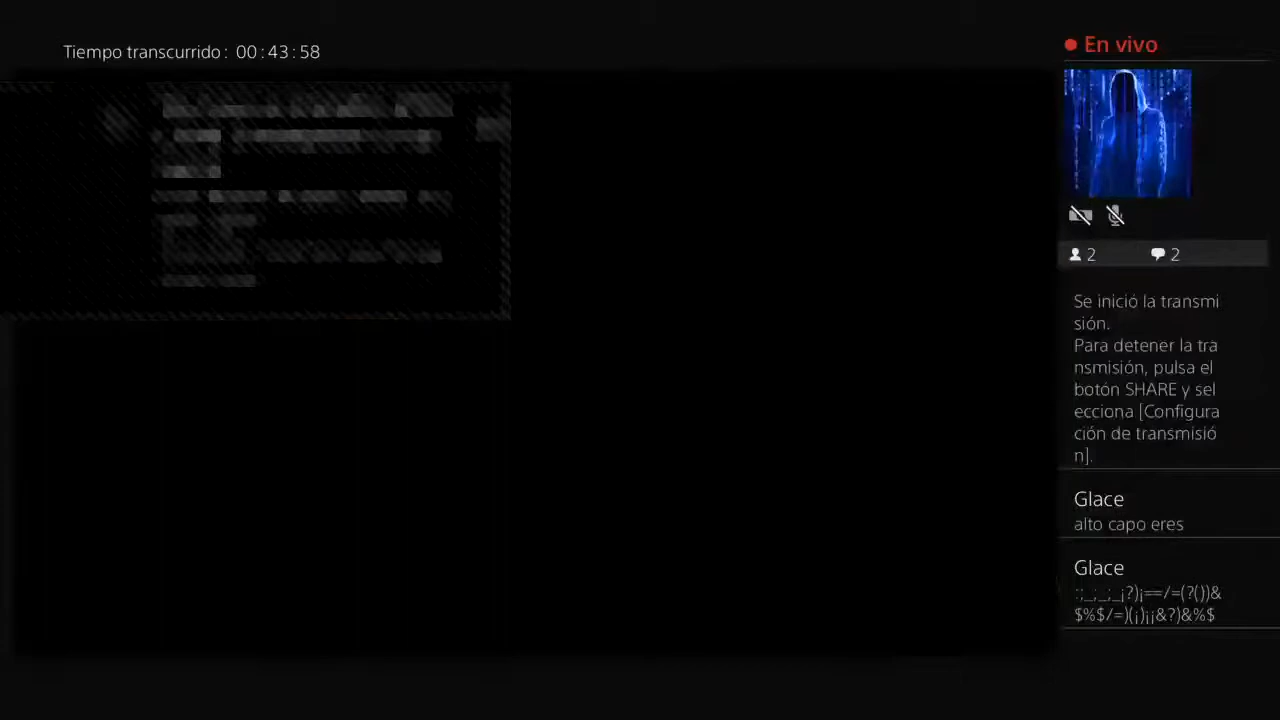 Tiempo transcurrido: 00:43:58
En vivo
2
2
Se inició la transmi
sión.
Para detener la tra
nsmisión, pulsa el
botón SHARE y sel
ecciona [Configura
ción de transmisió
n].
Glace
alto capo eres
Glace
:;_;_;_¡?)¡==/=(?())&
$%$/=)(¡)¡¡&?)&%$